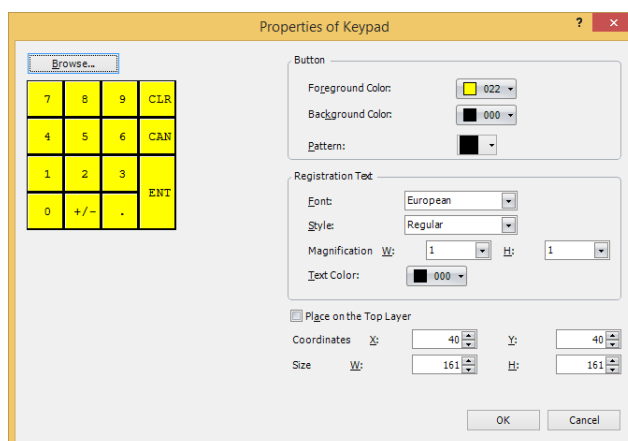 Properties of Keypad
?
Browse...
7 8 9 CLR
4 5 6 CAN
1 2 3
ENT
0 +/- .
Button
Foreground Color: 022
Background Color: 000
Pattern:
Registration Text
Font: European
Style: Regular
Magnification W: 1 H: 1
Text Color: 000
Place on the Top Layer
Coordinates X: 40 Y: 40
Size W: 161 H: 161
OK Cancel